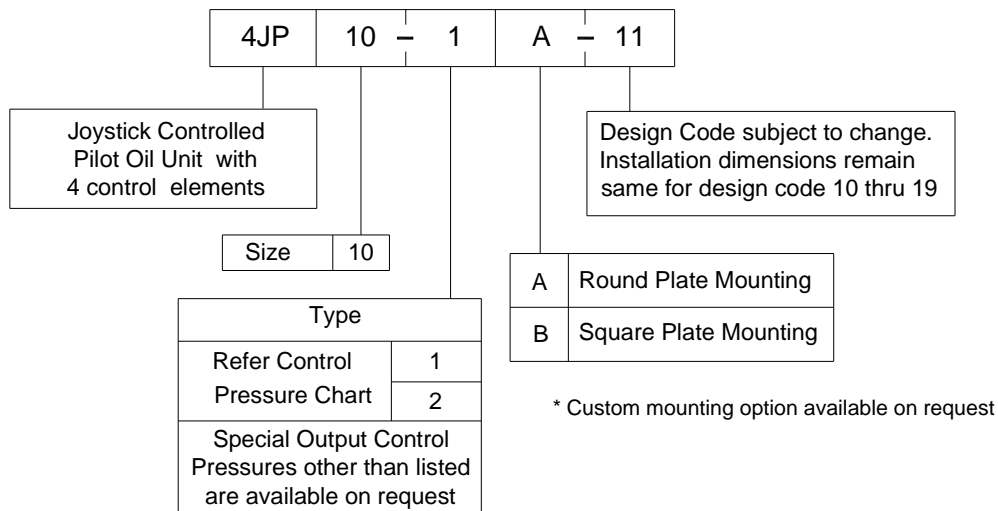 4JP 10 – 1 A – 11
Joystick Controlled
Pilot Oil Unit with
4 control elements
Design Code subject to change.
Installation dimensions remain
same for design code 10 thru 19
Size 10
A Round Plate Mounting
B Square Plate Mounting
Type
Refer Control 1
Pressure Chart 2
Special Output Control
Pressures other than listed
are available on request
* Custom mounting option available on request